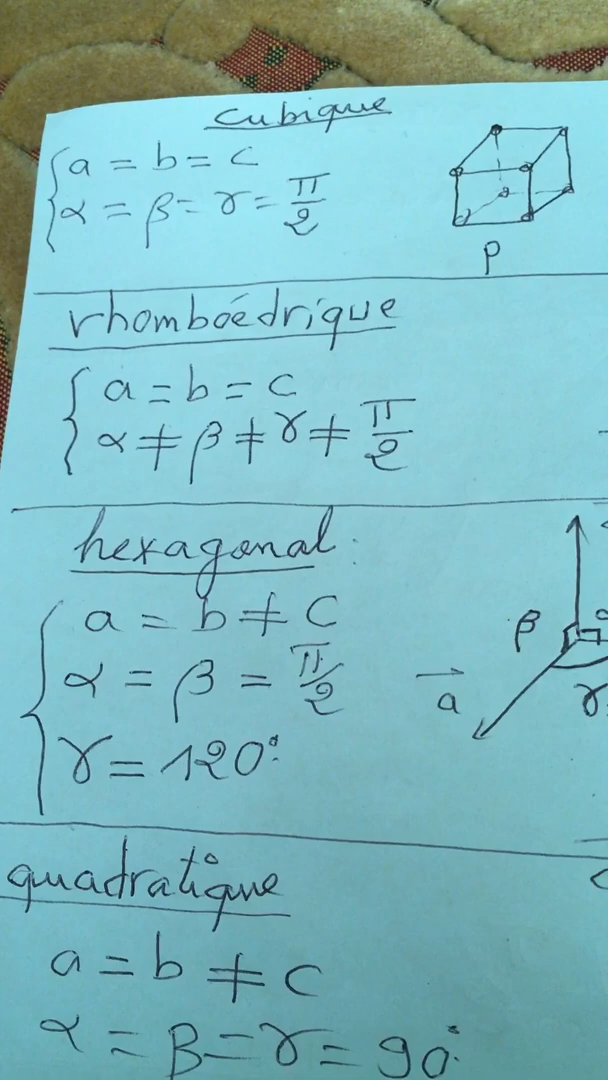 cubique
a = b = c
α = β = γ = π/2
P
rhomboédrique
a = b = c
α ≠ β ≠ γ ≠ π/2
hexagonal:
a = b ≠ c
α = β = π/2
γ = 120°
β
a
γ
quadratique
a = b ≠ c
α = β = γ = 90°